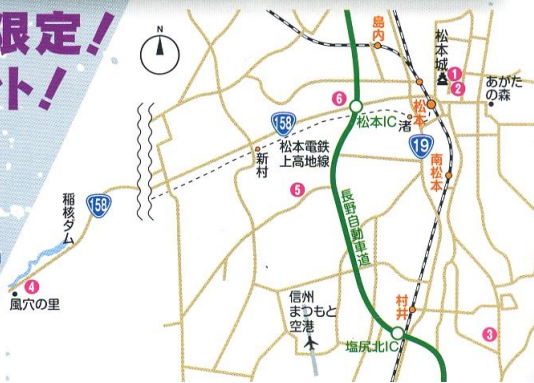 限定!
ト!
N
島内
松本城
1
2
あがた
の森
6
松本
松本IC
渚
158
19
松本電鉄
上高地線
新村
南松本
5
158
稲核ダム
長野自動車道
4
風穴の里
信州
まつもと
空港
村井
3
塩尻北IC